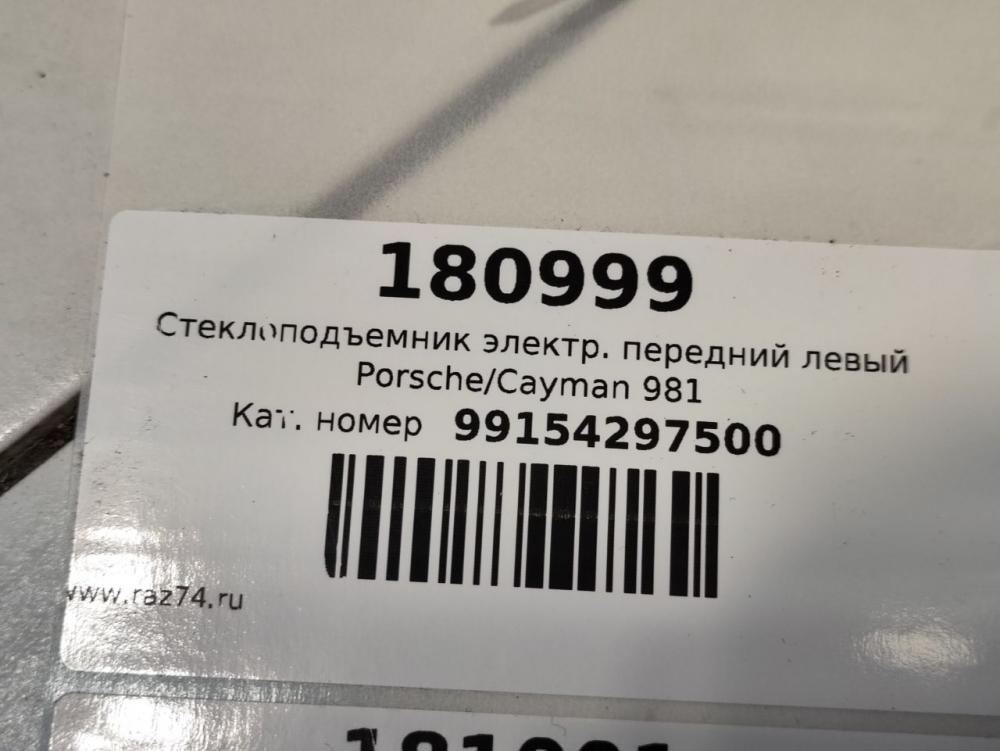 180999
Стеклоподъемник электр. передний левый
Porsche/Cayman 981
Кат. номер 99154297500
www.raz74.ru